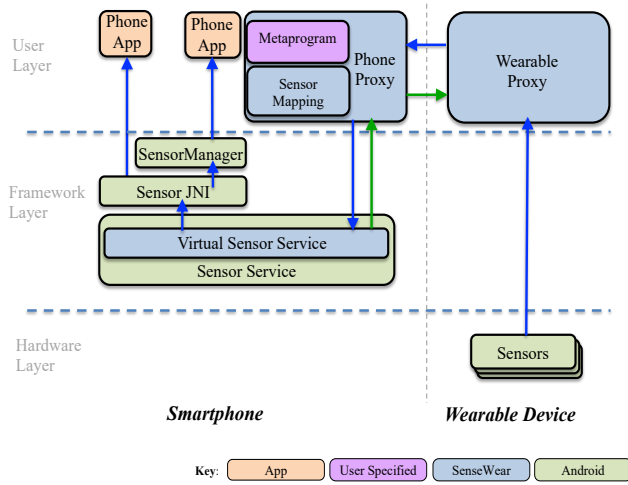 User
Layer
Phone
App
Phone
App
Metaprogram
Sensor
Mapping
Phone
Proxy
Wearable
Proxy
Framework
Layer
SensorManager
Sensor JNI
Virtual Sensor Service
Sensor Service
Hardware
Layer
Sensors
Smartphone
Wearable Device
Key: App User Specified SenseWear Android